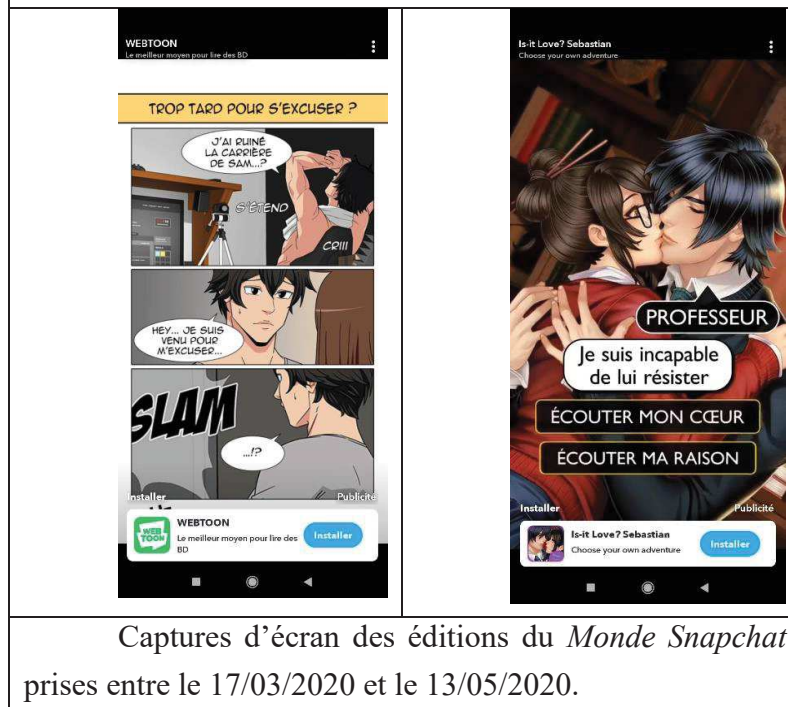 WEBTOON
Le meilleur moyen pour lire des BD
TROP TARD POUR S'EXCUSER ?
J'AI RUINÉ
LA CARRIÈRE
DE SAM...?
S'ÉTEND
CRIII
HEY... JE SUIS
VENU POUR
M'EXCUSER...
SLAM
...!?
Installer
Publicité
WEB
TOON
WEBTOON
Le meilleur moyen pour lire des
BD
Installer
Is-it Love? Sebastian
Choose your own adventure
PROFESSEUR
Je suis incapable
de lui résister
ÉCOUTER MON CŒUR
ÉCOUTER MA RAISON
Installer
Publicité
Is-it Love? Sebastian
Choose your own adventure
Installer
Captures d'écran des éditions du Monde Snapchat
prises entre le 17/03/2020 et le 13/05/2020.